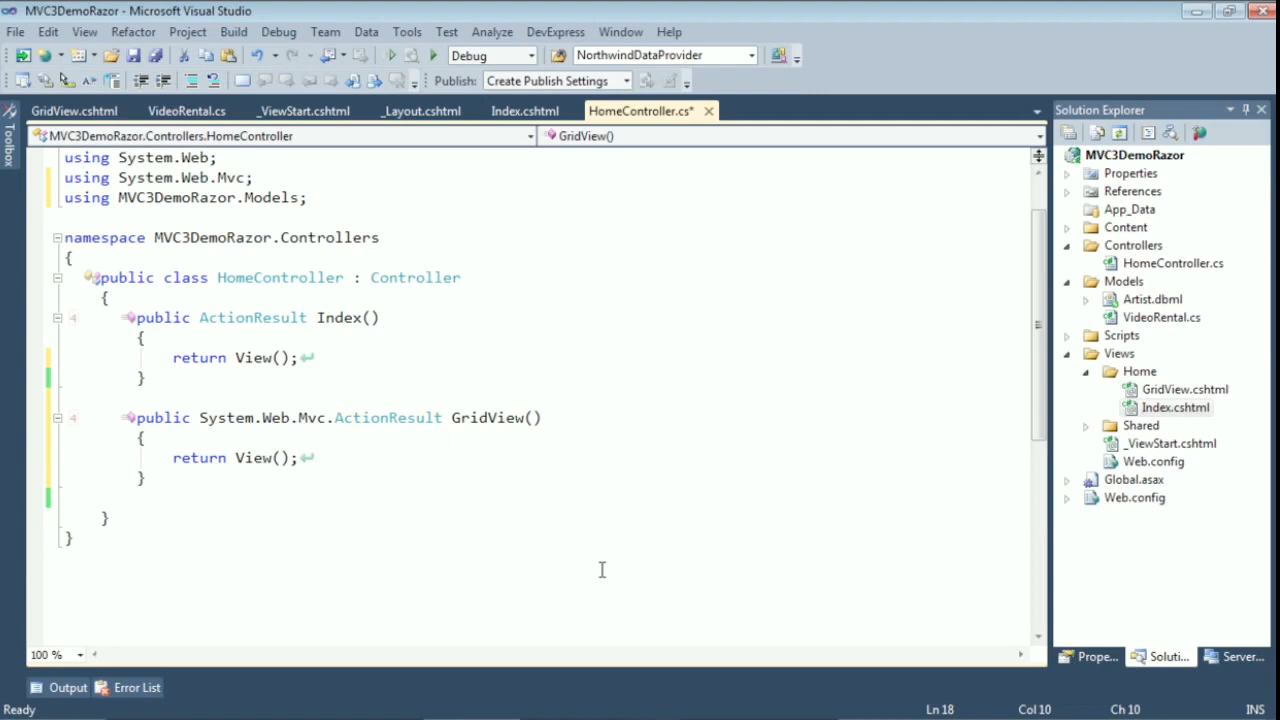 MVC3DemoRazor - Microsoft Visual Studio
File Edit View Refactor Project Build Debug Team Data Tools Test Analyze DevExpress Window Help
Debug NorthwindDataProvider
Publish: Create Publish Settings
GridView.cshtml VideoRental.cs _ViewStart.cshtml _Layout.cshtml Index.cshtml HomeController.cs*
MVC3DemoRazor.Controllers.HomeController GridView()
Toolbox
using System.Web;
using System.Web.Mvc;
using MVC3DemoRazor.Models;
namespace MVC3DemoRazor.Controllers
{
public class HomeController : Controller
{
4 public ActionResult Index()
{
return View();
}
4 public System.Web.Mvc.ActionResult GridView()
{
return View();
}
}
}
100 %
Solution Explorer
MVC3DemoRazor
Properties
References
App_Data
Content
Controllers
HomeController.cs
Models
Artist.dbml
VideoRental.cs
Scripts
Views
Home
GridView.cshtml
Index.cshtml
Shared
_ViewStart.cshtml
Web.config
Global.asax
Web.config
Prope... Soluti... Server...
Output Error List
Ready Ln 18 Col 10 Ch 10 INS